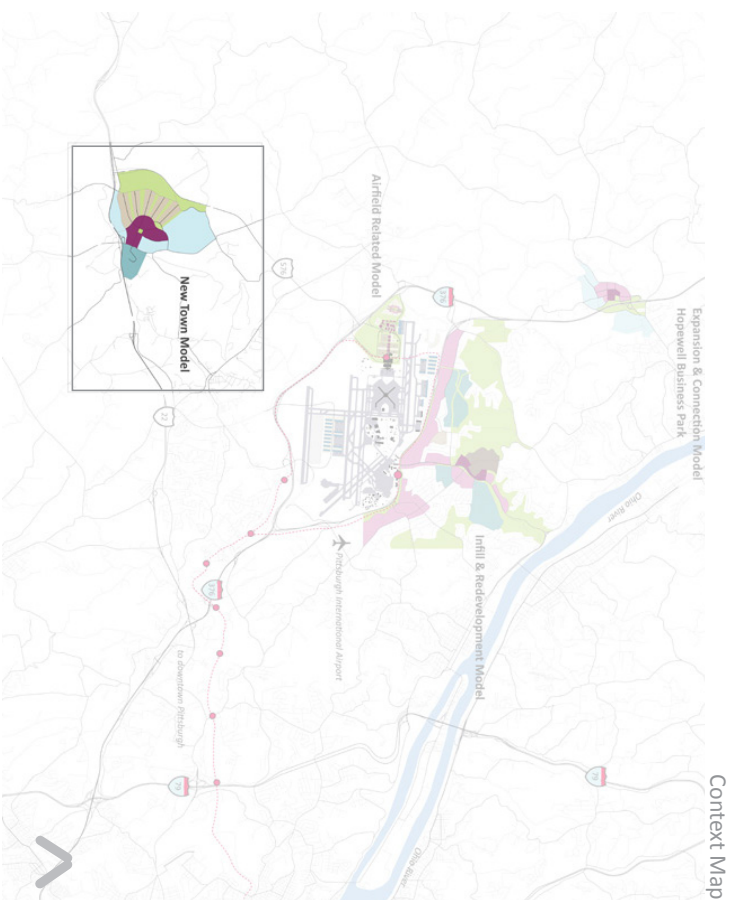 Context Map
Expansion & Connection Model
Hopewell Business Park
Ohio River
79
Infill & Redevelopment Model
376
Ohio River
Airfield Related Model
Pittsburgh International Airport
576
376
New Town Model
to downtown Pittsburgh
79
22